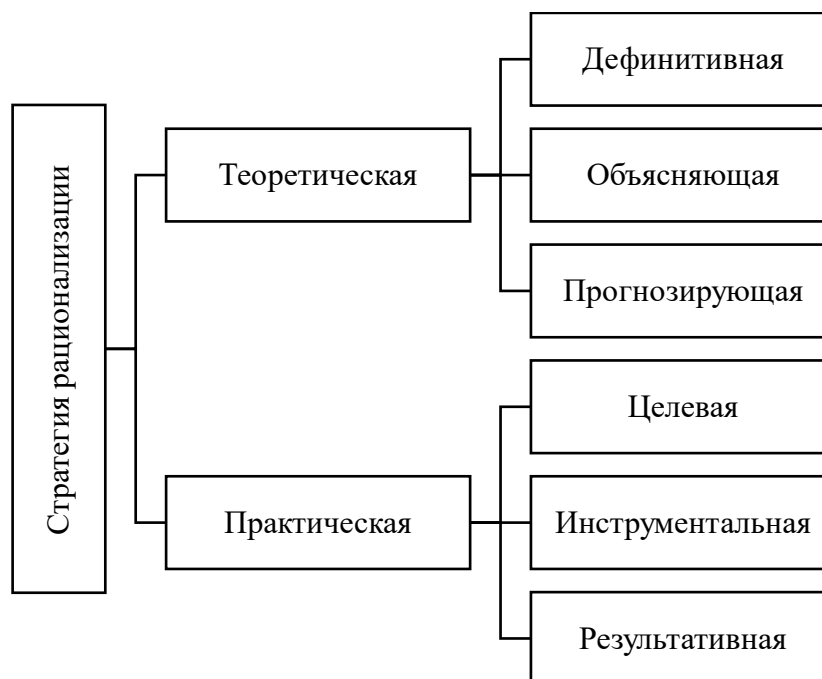 Стратегия рационализации
Теоретическая
Дефинитивная
Объясняющая
Прогнозирующая
Практическая
Целевая
Инструментальная
Результативная